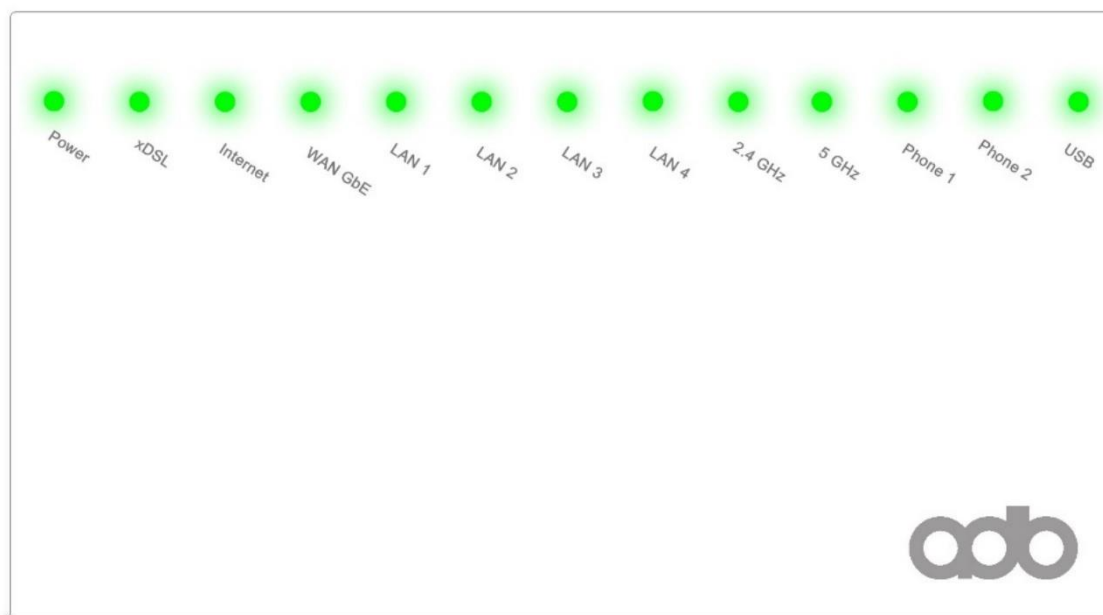 Power
xDSL
Internet
WAN GbE
LAN 1
LAN 2
LAN 3
LAN 4
2.4 GHz
5 GHz
Phone 1
Phone 2
USB
adb